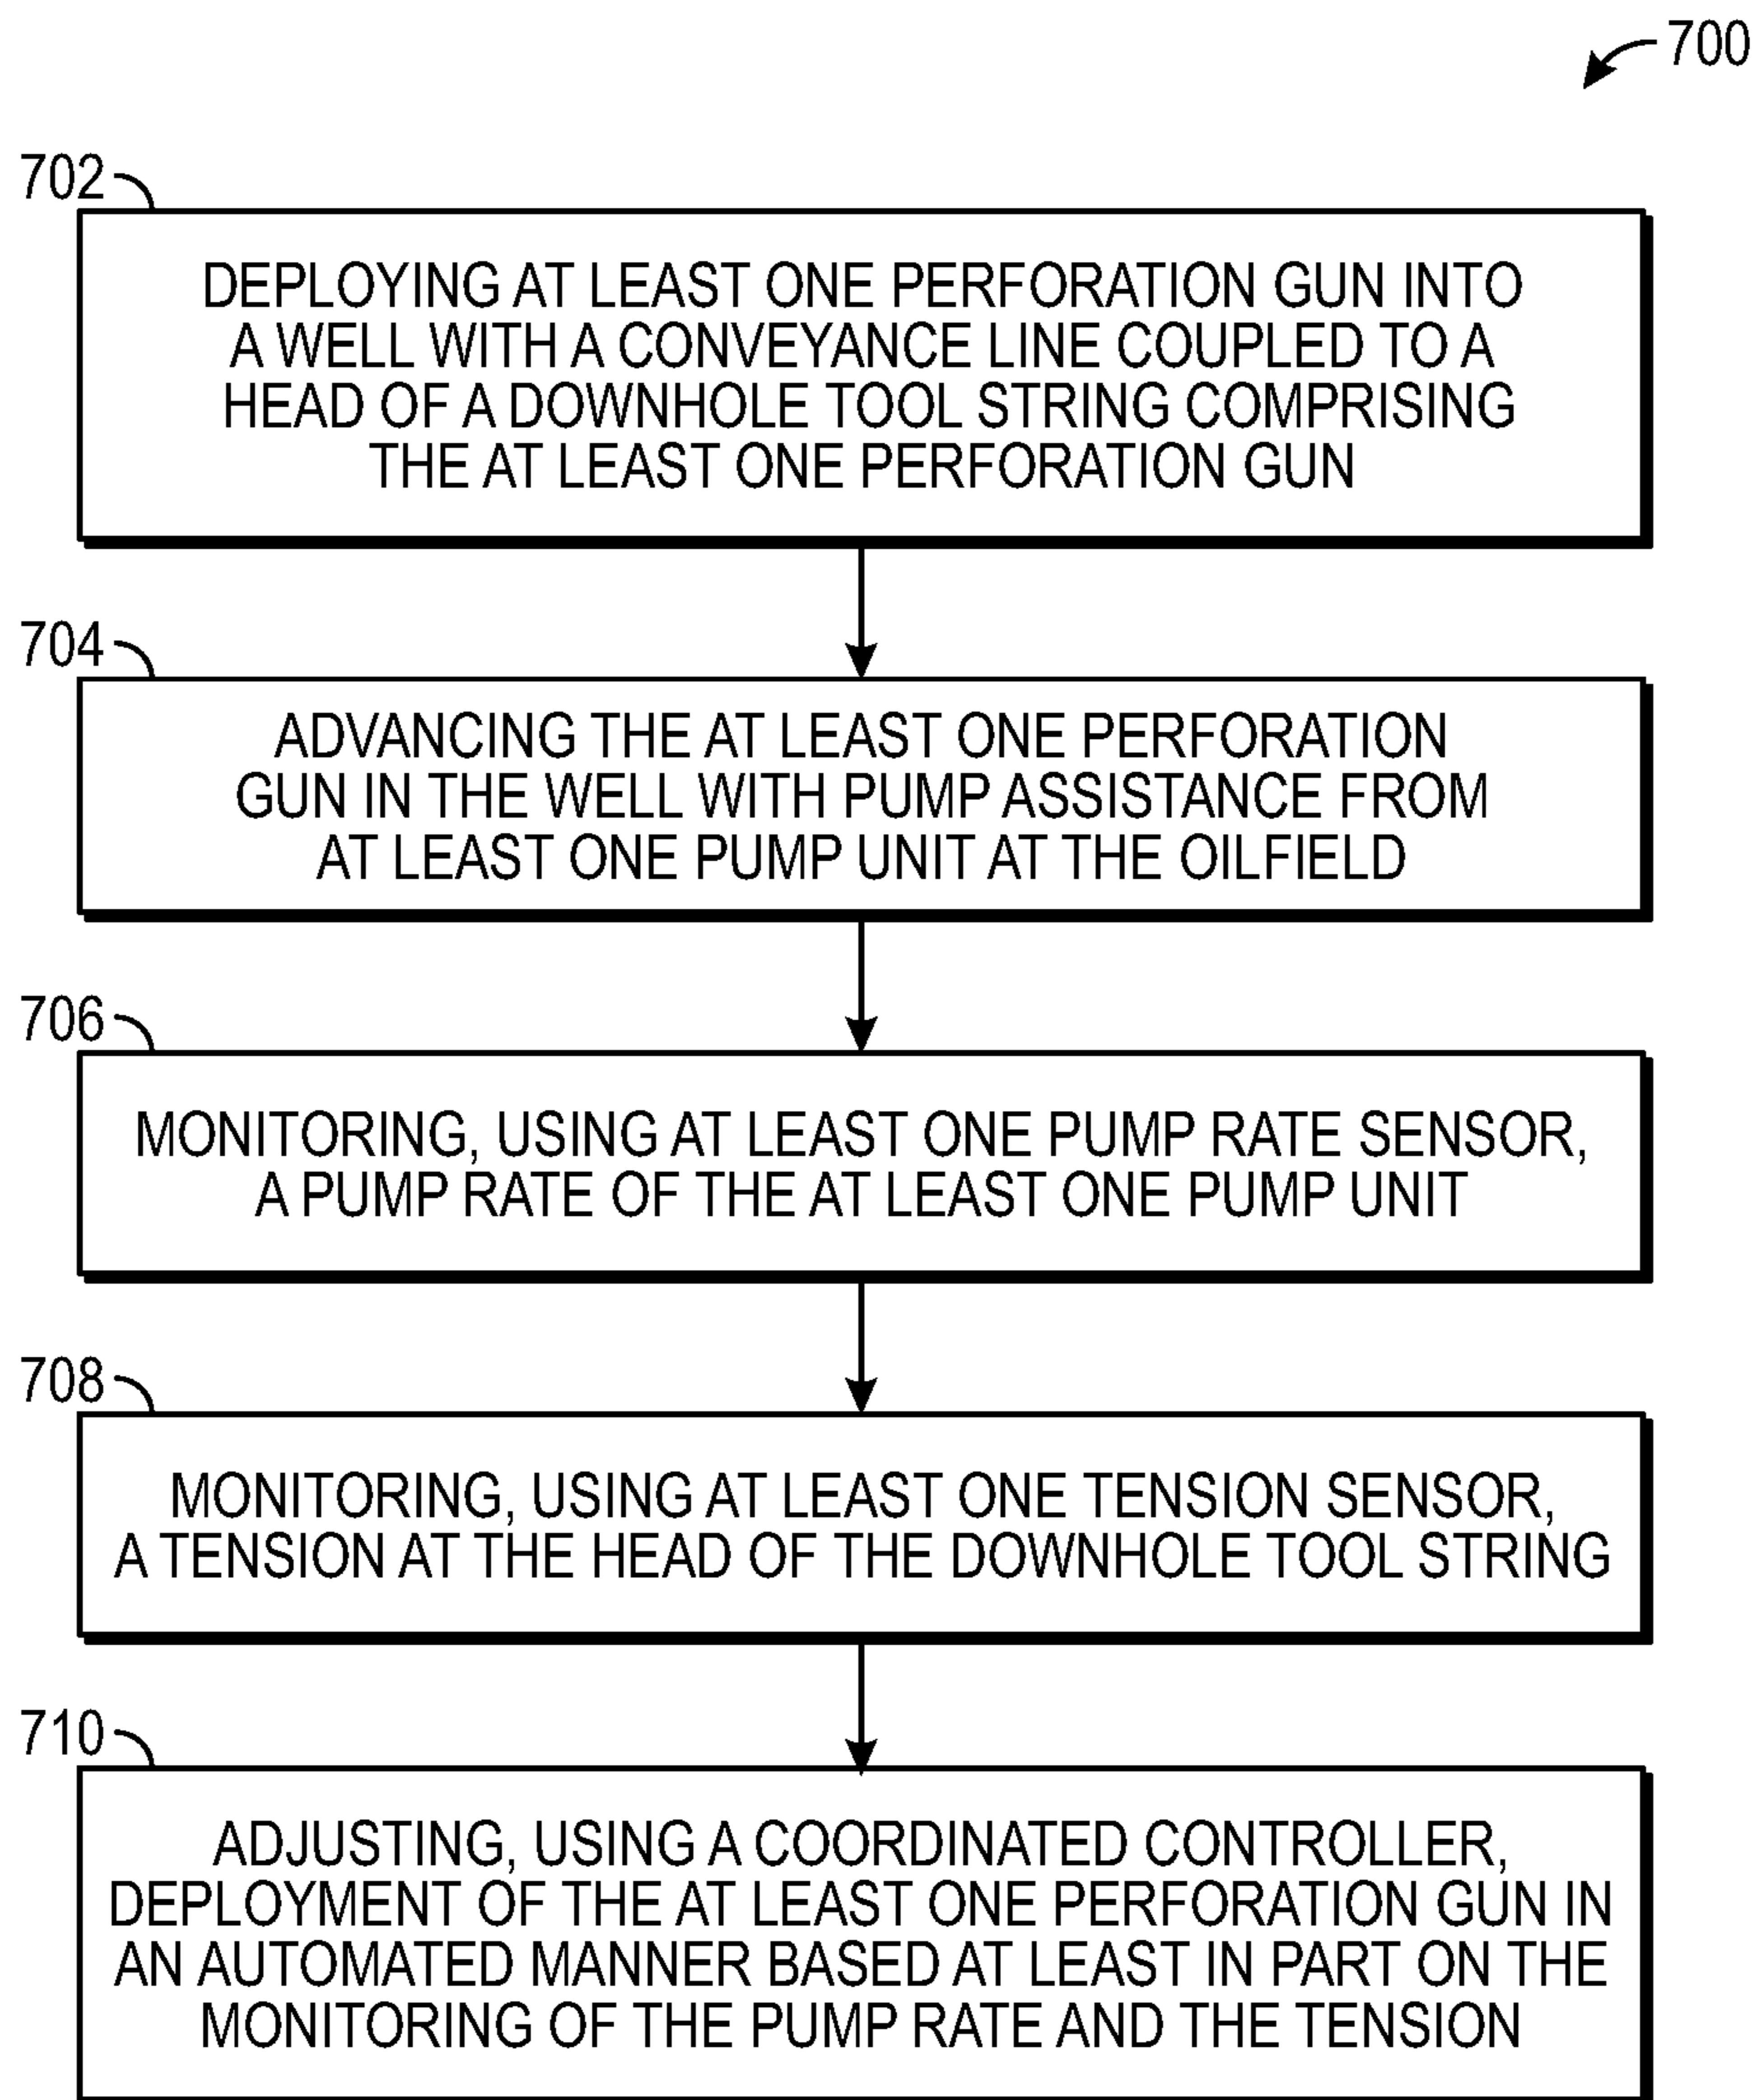 700
702
DEPLOYING AT LEAST ONE PERFORATION GUN INTO
A WELL WITH A CONVEYANCE LINE COUPLED TO A
HEAD OF A DOWNHOLE TOOL STRING COMPRISING
THE AT LEAST ONE PERFORATION GUN
704
ADVANCING THE AT LEAST ONE PERFORATION
GUN IN THE WELL WITH PUMP ASSISTANCE FROM
AT LEAST ONE PUMP UNIT AT THE OILFIELD
706
MONITORING, USING AT LEAST ONE PUMP RATE SENSOR,
A PUMP RATE OF THE AT LEAST ONE PUMP UNIT
708
MONITORING, USING AT LEAST ONE TENSION SENSOR,
A TENSION AT THE HEAD OF THE DOWNHOLE TOOL STRING
710
ADJUSTING, USING A COORDINATED CONTROLLER,
DEPLOYMENT OF THE AT LEAST ONE PERFORATION GUN IN
AN AUTOMATED MANNER BASED AT LEAST IN PART ON THE
MONITORING OF THE PUMP RATE AND THE TENSION